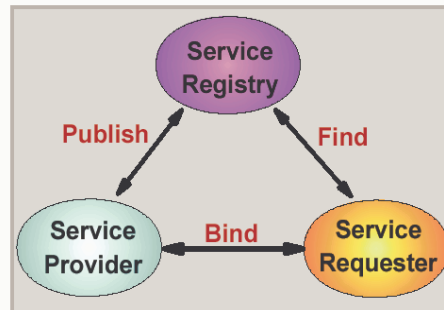 Service
Registry
Publish
Find
Service
Provider
Bind
Service
Requester